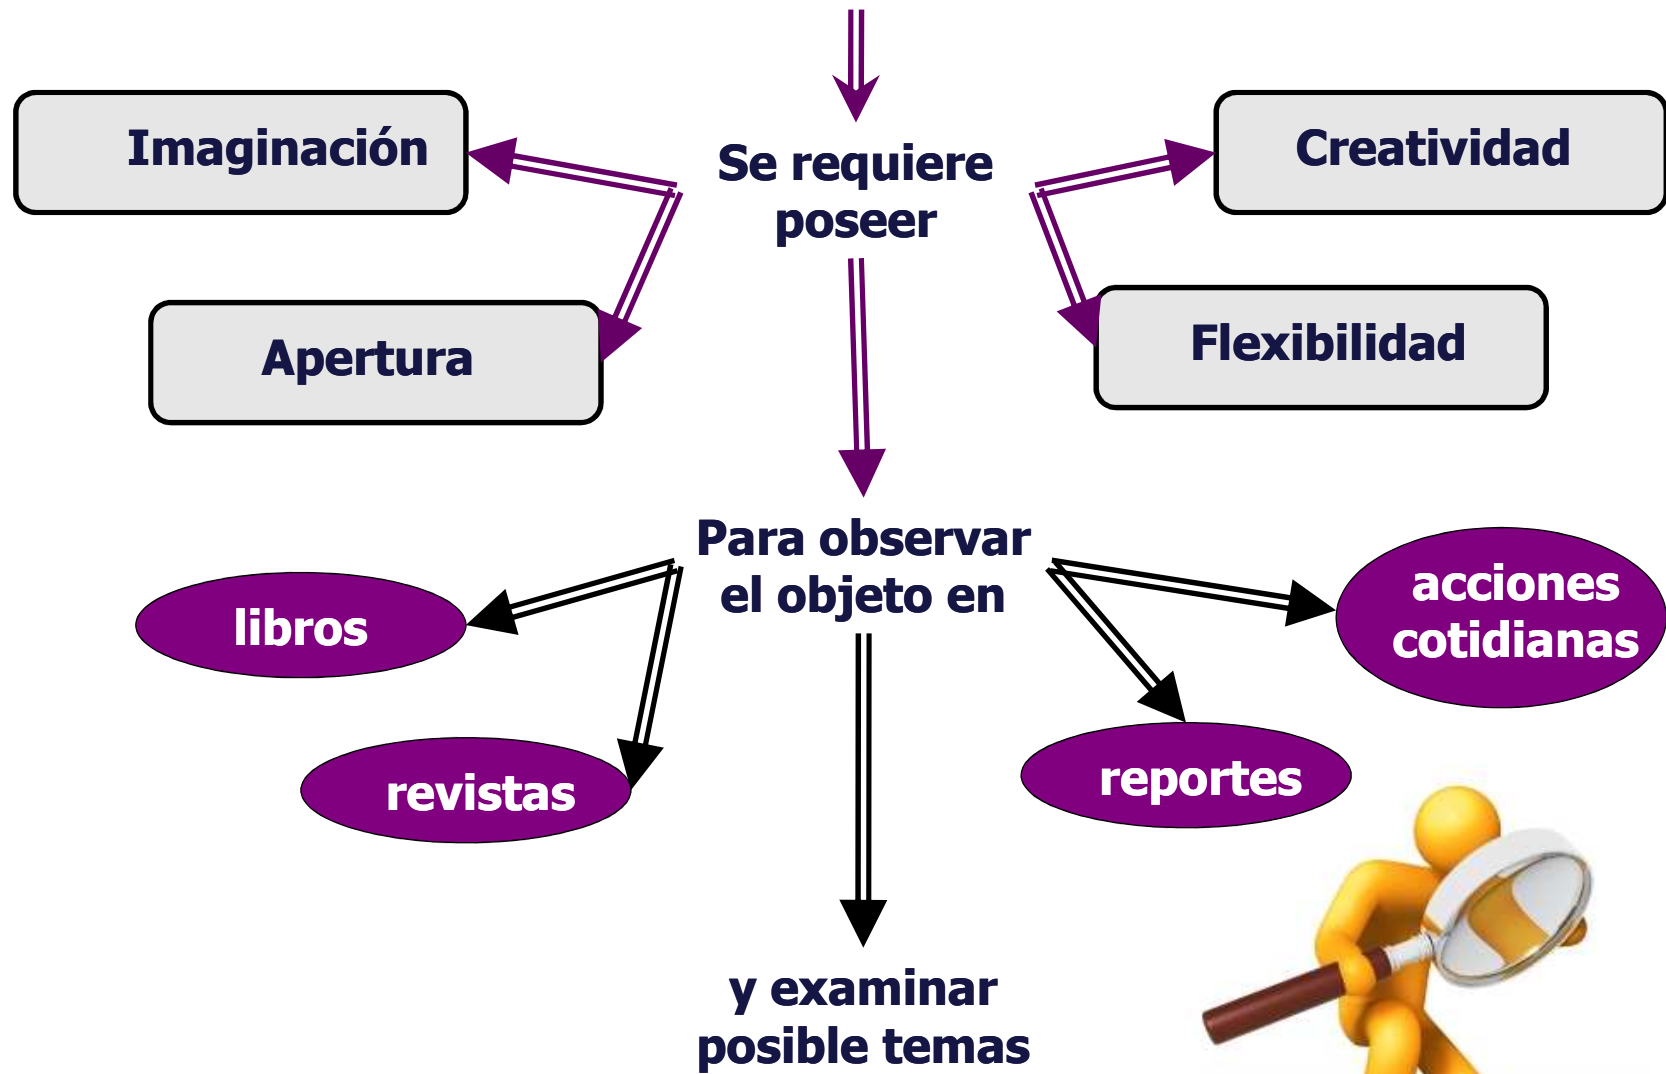 Imaginación
Creatividad
Se requiere
poseer
Apertura
Flexibilidad
Para observar
el objeto en
libros
acciones
cotidianas
revistas
reportes
y examinar
posible temas